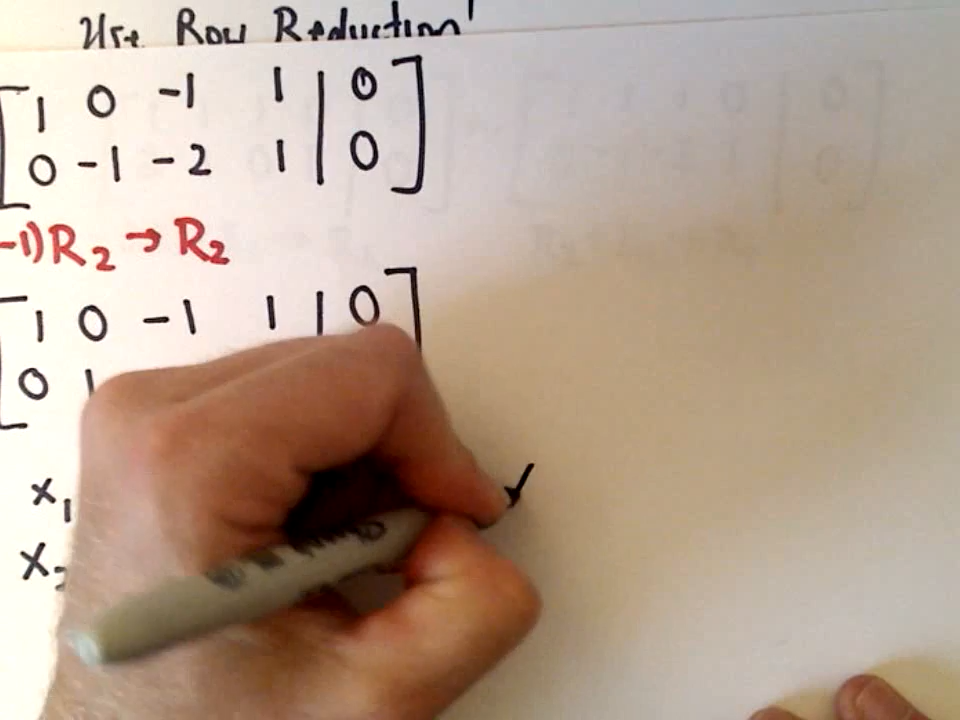 Use Row Reduction!
1 0 -1 1 | 0
0 -1 -2 1 | 0
-1)R₂ → R₂
1 0 -1 1 | 0
0 1
x₁
x₂